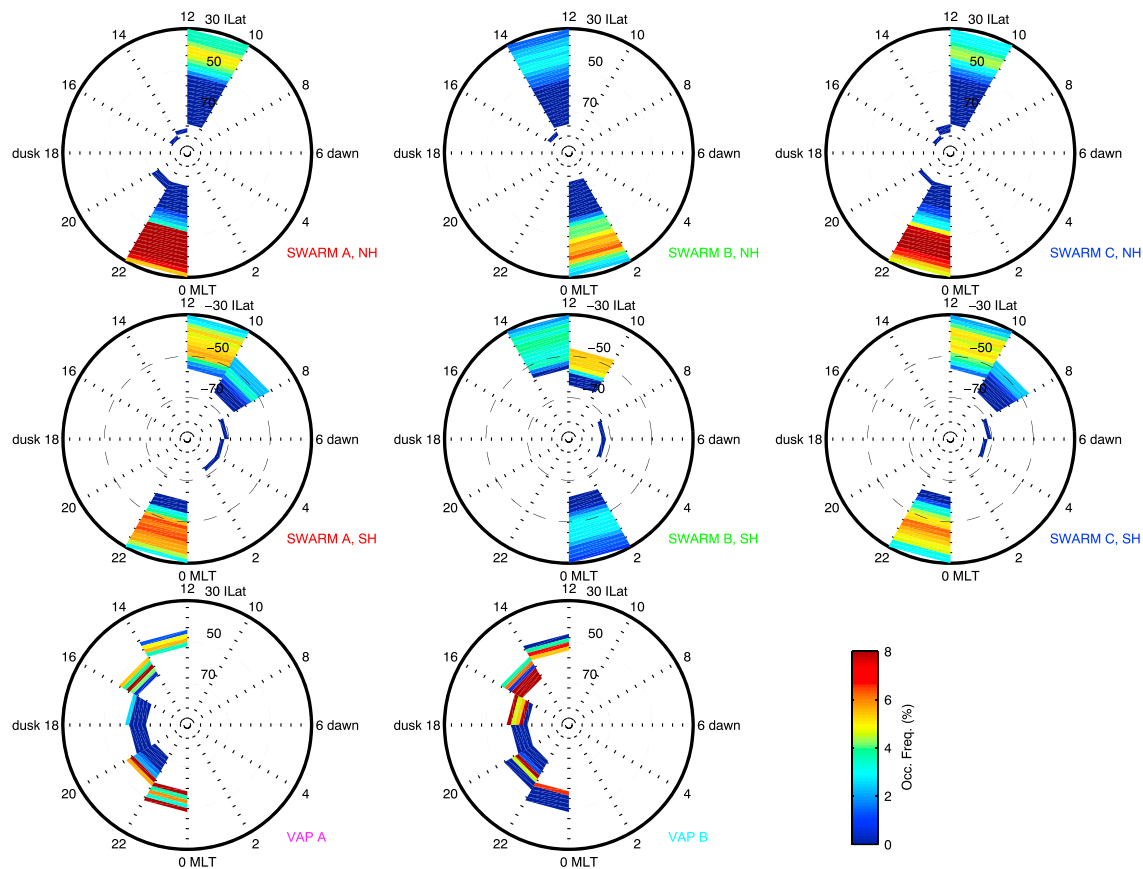 12 30 ILat
14 10
50
16 8
70
dusk 18 6 dawn
20 4
SWARM A, NH
22 2
0 MLT
12 30 ILat
14 10
50
16 8
70
dusk 18 6 dawn
20 4
SWARM B, NH
22 2
0 MLT
12 30 ILat
14 10
50
16 8
70
dusk 18 6 dawn
20 4
SWARM C, NH
22 2
0 MLT
12 −30 ILat
14 10
−50
16 8
−70
dusk 18 6 dawn
20 4
SWARM A, SH
22 2
0 MLT
12 −30 ILat
14 10
−50
16 8
−70
dusk 18 6 dawn
20 4
SWARM B, SH
22 2
0 MLT
12 −30 ILat
14 10
−50
16 8
−70
dusk 18 6 dawn
20 4
SWARM C, SH
22 2
0 MLT
12 30 ILat
14 10
50
16 8
70
dusk 18 6 dawn
20 4
VAP A
22 2
0 MLT
12 30 ILat
14 10
50
16 8
70
dusk 18 6 dawn
20 4
VAP B
22 2
0 MLT
8
6
4
2
0
Occ. Freq. (%)